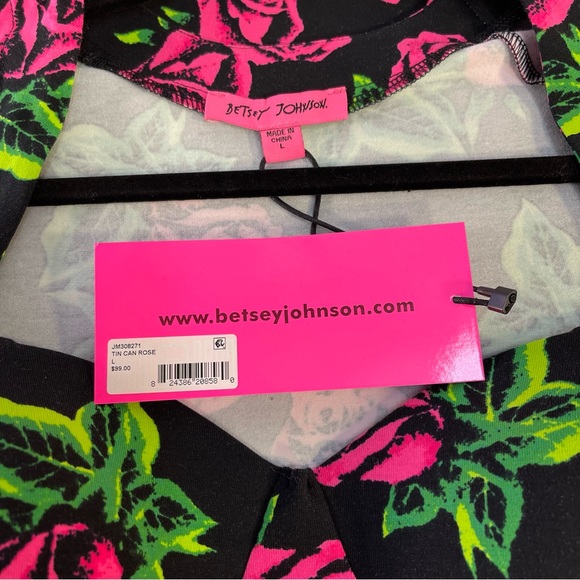 BETSEY JOHNSON.
MADE IN
CHINA
L
www.betseyjohnson.com
JM308271
TIN CAN ROSE
L
$99.00
8 24386 20858 0